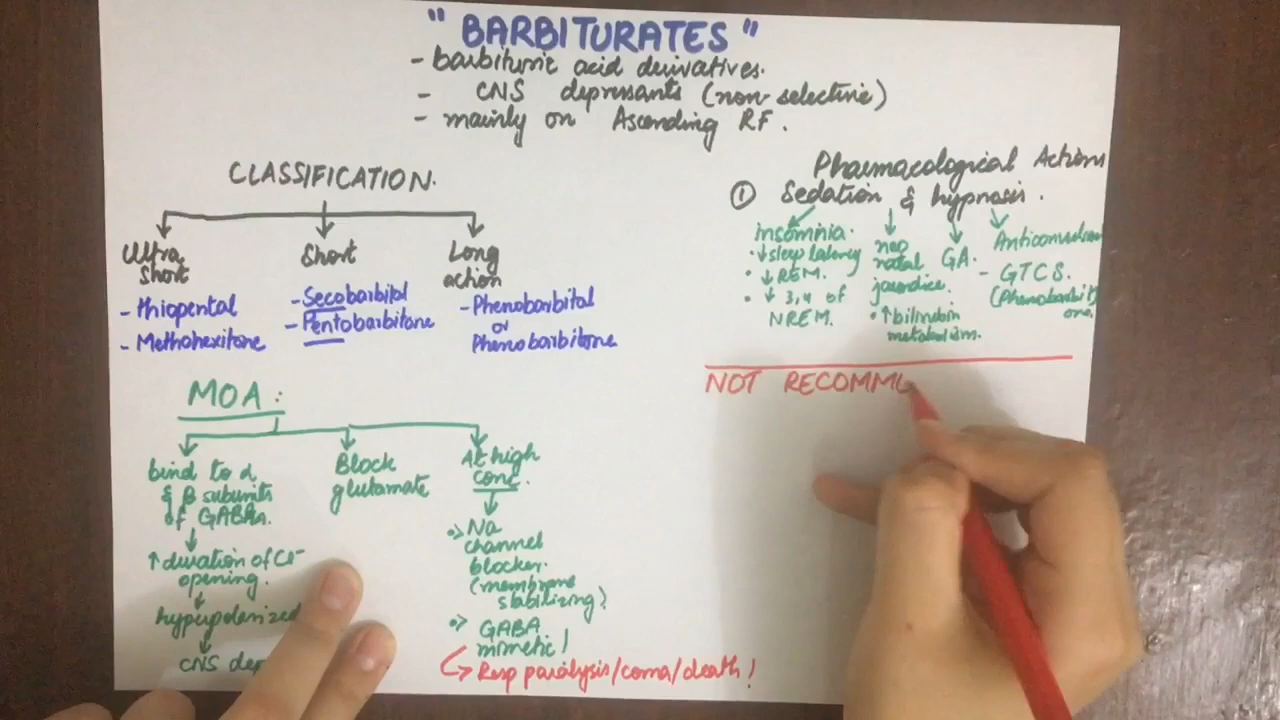 " BARBITURATES "
- barbituric acid derivatives.
- CNS depressants (non-selective)
- mainly on Ascending RF.
CLASSIFICATION.
Ultra
Short
- Thiopental
- Methohexitone
Short
- Secobarbital
- Pentobarbitone
Long
action
- Phenobarbital
or
Phenobarbitone
MOA :
bind to α
& β subunits
of GABAA.
↑ duration of Cl-
opening.
hyperpolarized
CNS dep
Block
glutamate
At high
conc.
Na
channel
blocker.
(membrane
stabilizing)
GABA
mimetic!
Resp paralysis/coma/death!
Pharmacological Actions
① Sedation & hypnosis.
insomnia.
• ↓ sleep latency
• ↓ REM.
• ↓ 3,4 of
NREM.
neo
natal
jaundice.
• ↑ bilirubin
metabolism.
GA.
- GTCS.
(Phenobarbit
one.
NOT RECOMM